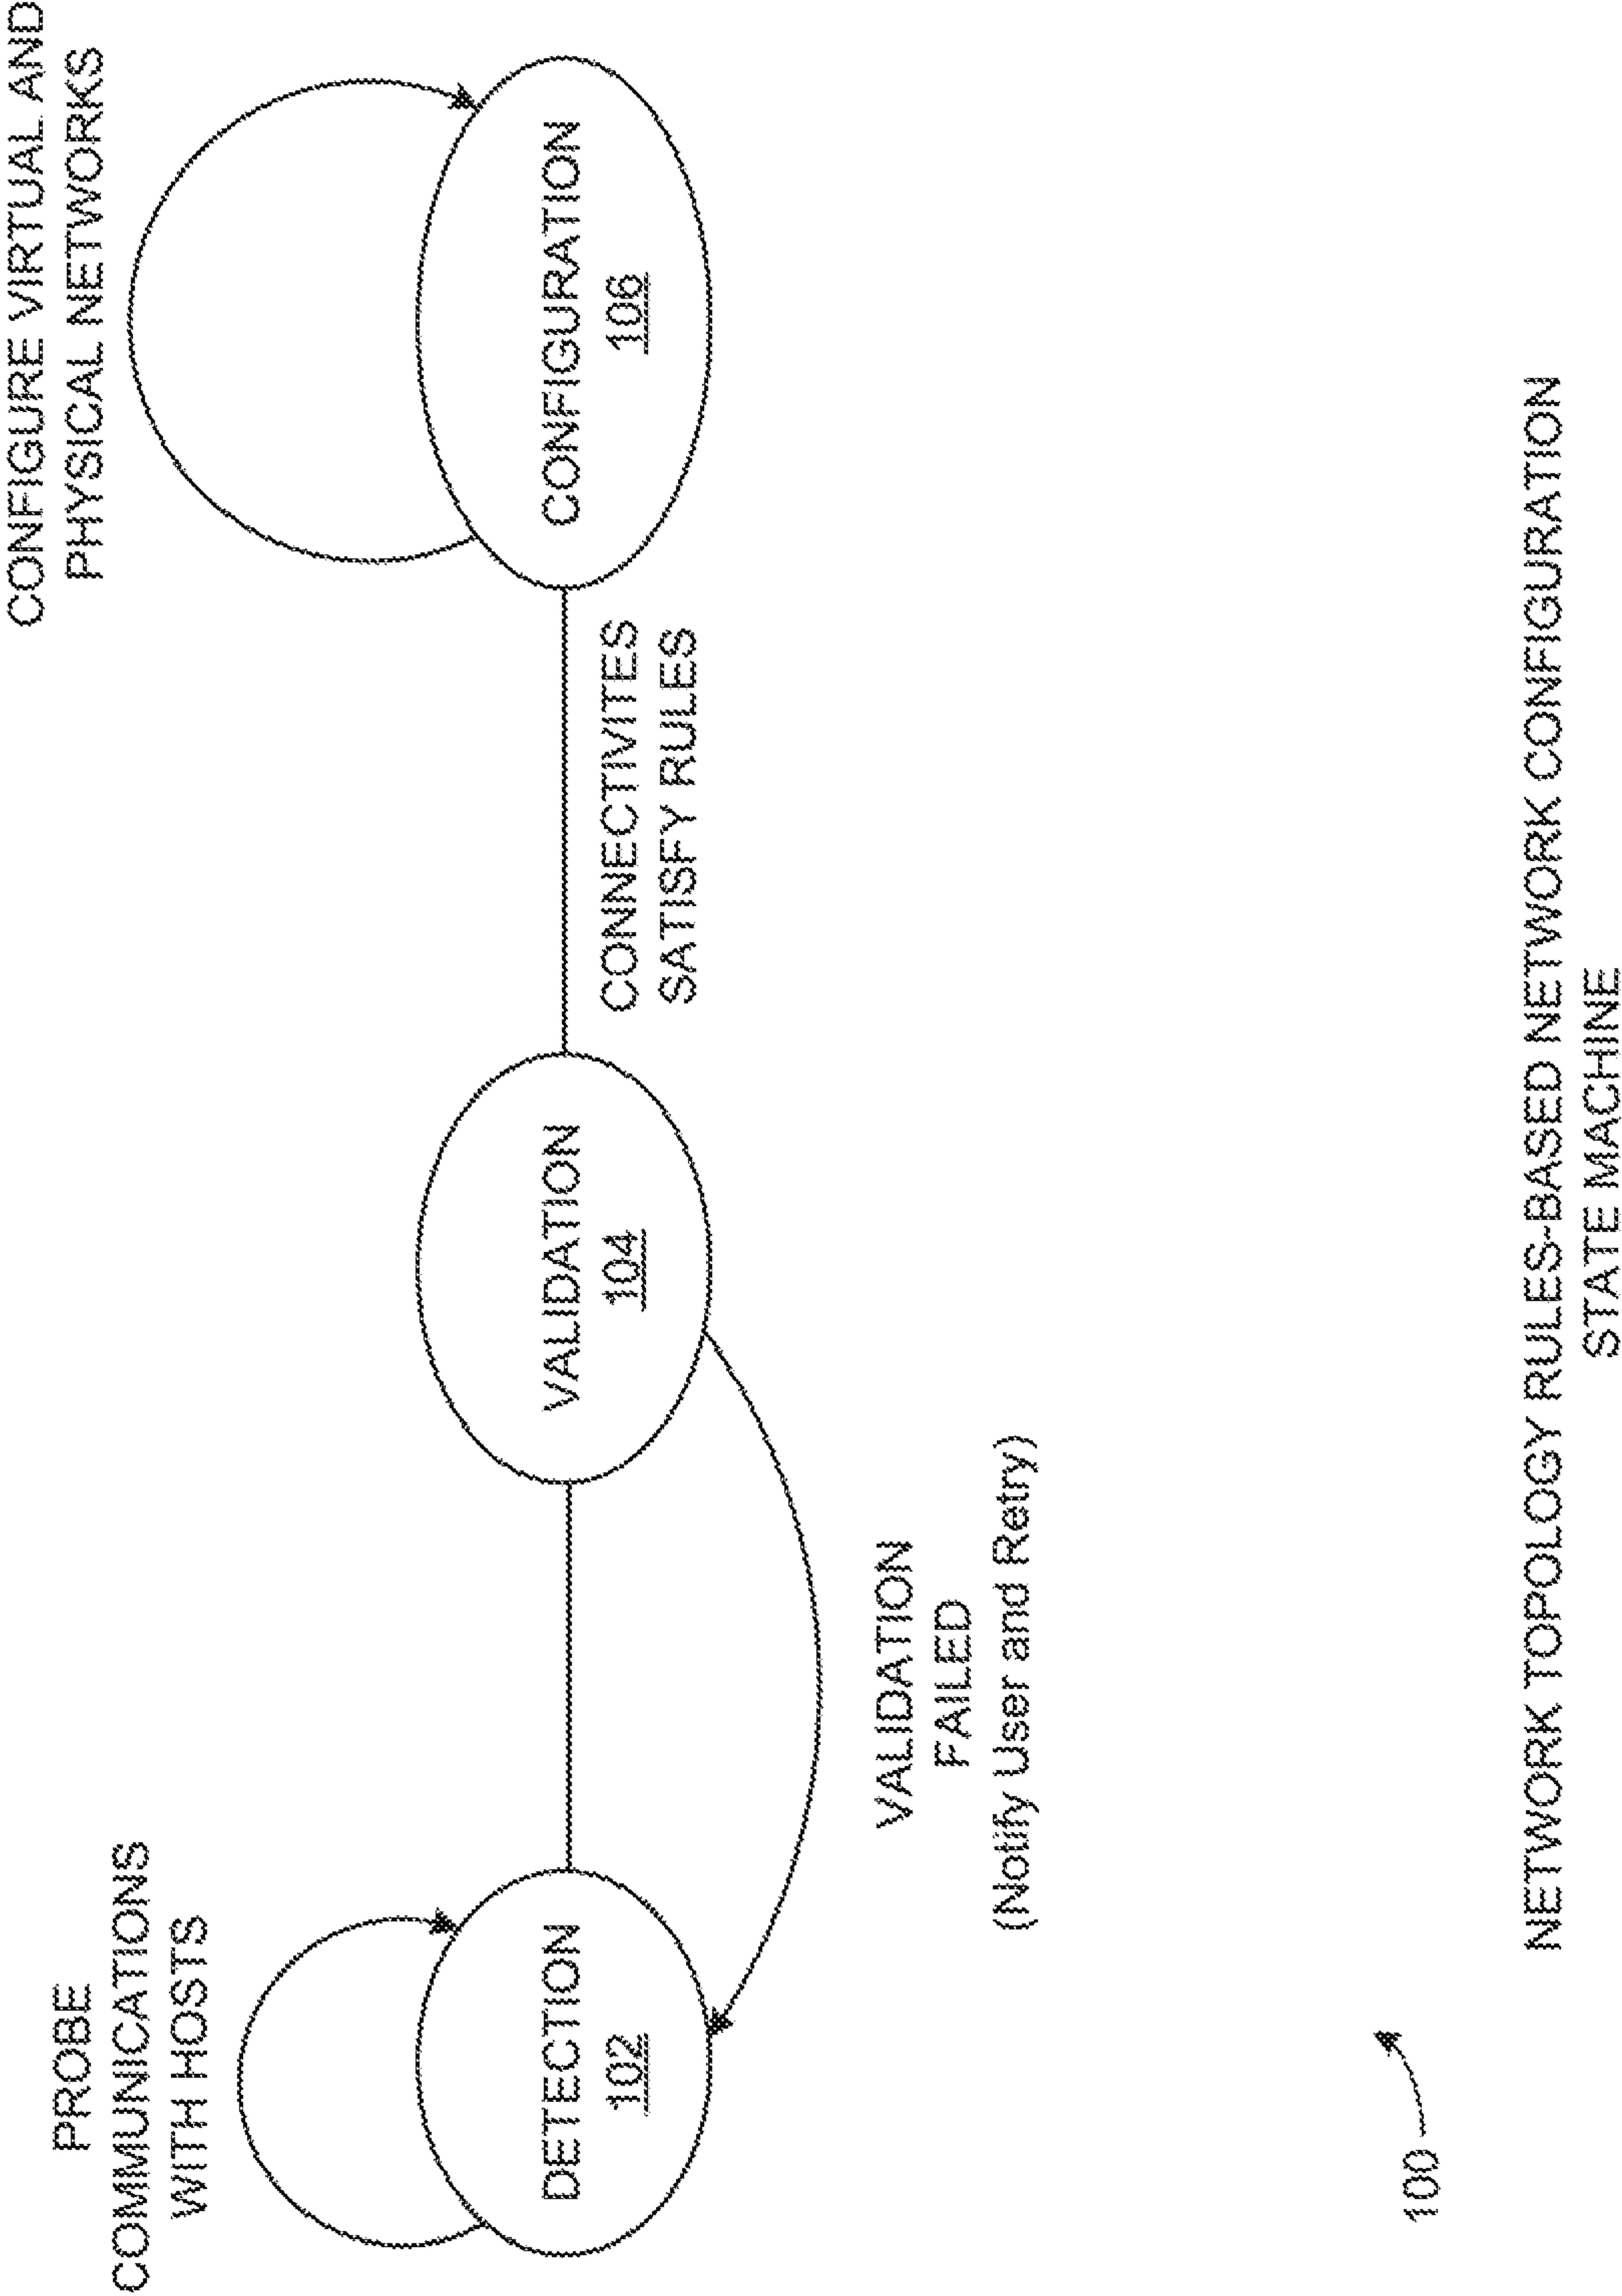 PROBE
COMMUNICATIONS
WITH HOSTS
CONFIGURE VIRTUAL AND
PHYSICAL NETWORKS
DETECTION
102
VALIDATION
104
CONNECTIVITES
SATISFY RULES
CONFIGURATION
106
VALIDATION
FAILED
(Notify User and Retry)
100
NETWORK TOPOLOGY RULES-BASED NETWORK CONFIGURATION
STATE MACHINE